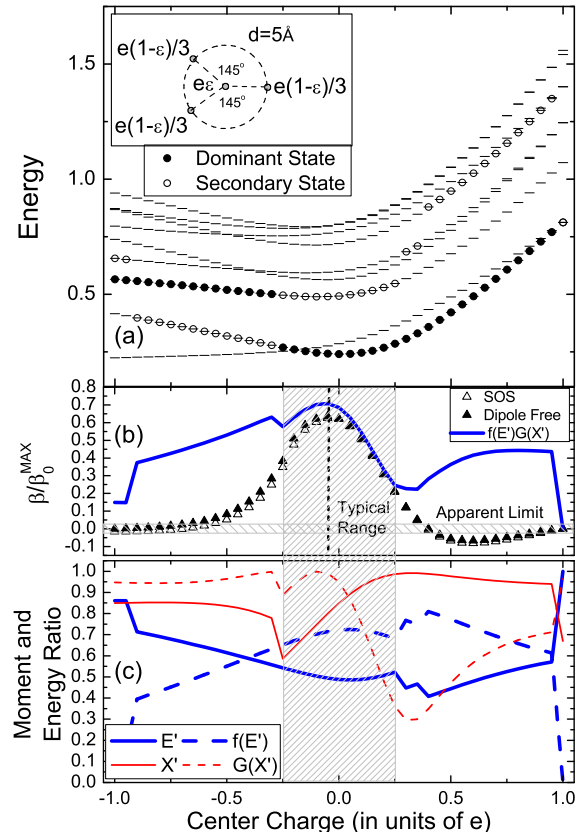 d=5Å
e(1-ε)/3
145°
eε
e(1-ε)/3
145°
e(1-ε)/3
Dominant State
Secondary State
1.5
1.0
0.5
Energy
(a)
0.8
0.7
0.6
0.5
0.4
0.3
0.2
0.1
0.0
-0.1
β/β₀^MAX
(b)
SOS
Dipole Free
f(E')G(X')
Typical
Range
Apparent Limit
1.0
0.9
0.8
0.7
0.6
0.5
0.4
0.3
0.2
0.1
0.0
Moment and
Energy Ratio
(c)
E' f(E')
X' G(X')
-1.0 -0.5 0.0 0.5 1.0
Center Charge (in units of e)